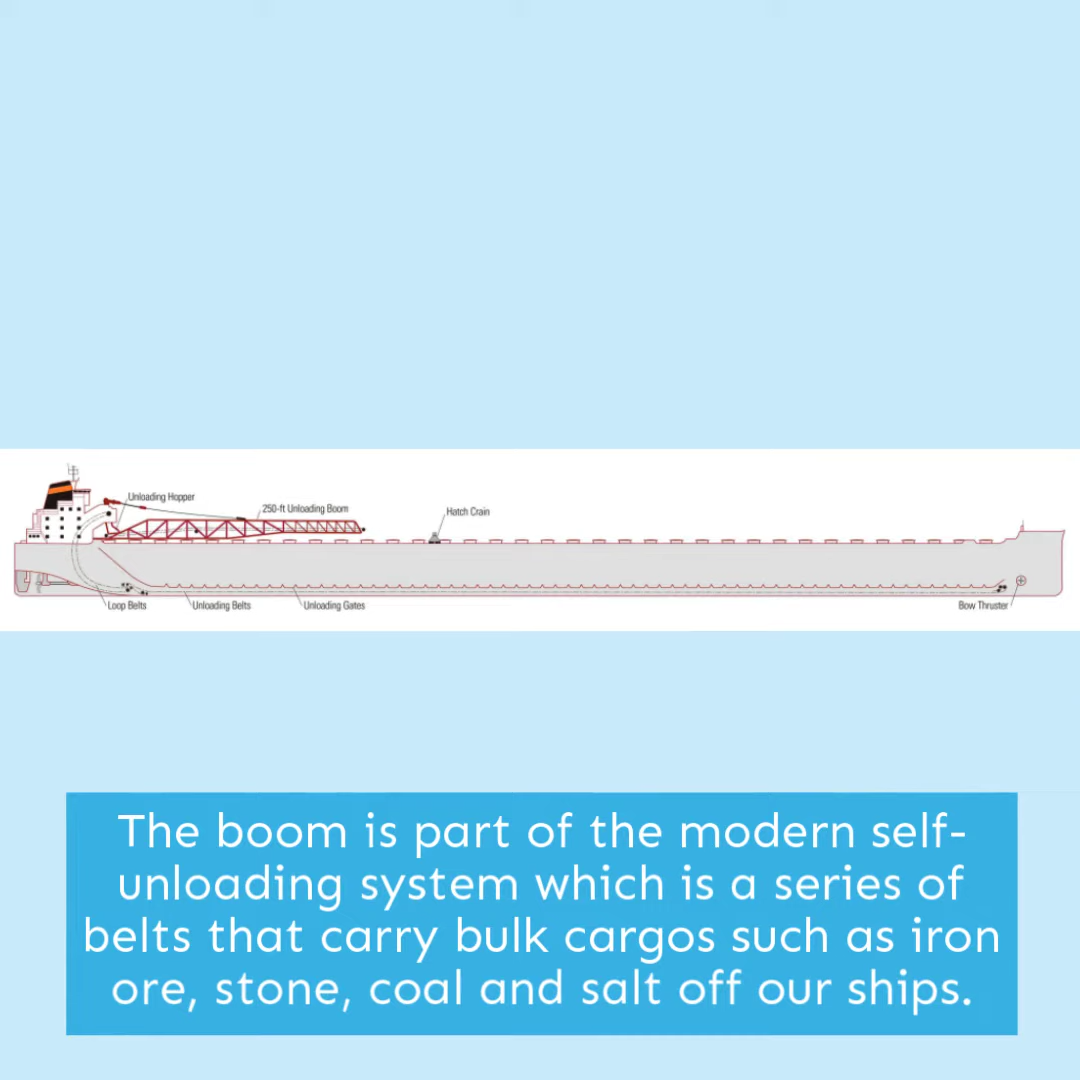 Unloading Hopper
250-ft Unloading Boom
Hatch Crain
Loop Belts
Unloading Belts
Unloading Gates
Bow Thruster
The boom is part of the modern self-
unloading system which is a series of
belts that carry bulk cargos such as iron
ore, stone, coal and salt off our ships.